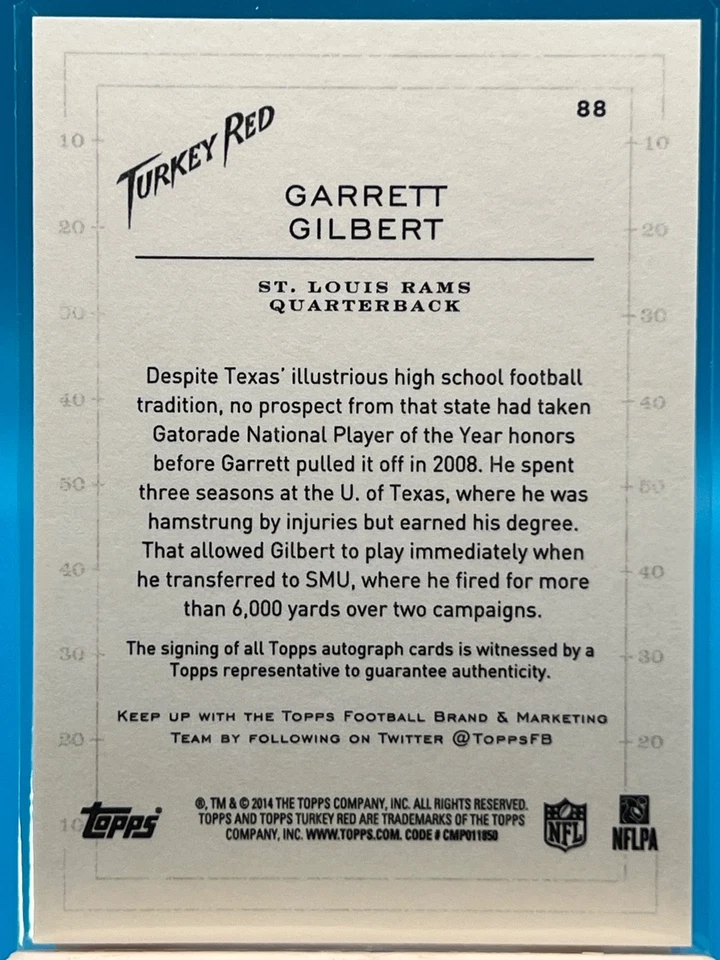 88
TURKEY RED
GARRETT
GILBERT
ST. LOUIS RAMS
QUARTERBACK
10 10
20 20
30 30
40 40
50 50
40 40
30 30
20 20
10
Despite Texas' illustrious high school football
tradition, no prospect from that state had taken
Gatorade National Player of the Year honors
before Garrett pulled it off in 2008. He spent
three seasons at the U. of Texas, where he was
hamstrung by injuries but earned his degree.
That allowed Gilbert to play immediately when
he transferred to SMU, where he fired for more
than 6,000 yards over two campaigns.
The signing of all Topps autograph cards is witnessed by a
Topps representative to guarantee authenticity.
KEEP UP WITH THE TOPPS FOOTBALL BRAND & MARKETING
TEAM BY FOLLOWING ON TWITTER @TOPPSFB
Topps
®, TM & © 2014 THE TOPPS COMPANY, INC. ALL RIGHTS RESERVED.
TOPPS AND TOPPS TURKEY RED ARE TRADEMARKS OF THE TOPPS
COMPANY, INC. WWW.TOPPS.COM. CODE # CMP011850
NFL
NFLPA